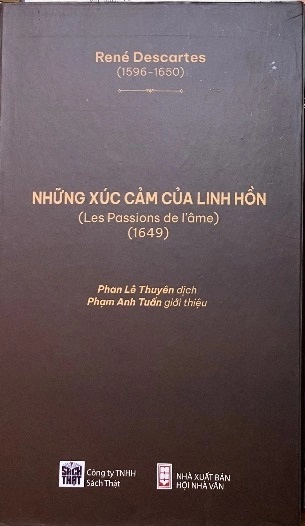 René Descartes
(1596-1650)
NHỮNG XÚC CẢM CỦA LINH HỒN
(Les Passions de l'âme)
(1649)
Phan Lê Thuyên dịch
Phạm Anh Tuấn giới thiệu
SÁCH
THẬT
Công ty TNHH
Sách Thật
NHÀ XUẤT BẢN
HỘI NHÀ VĂN